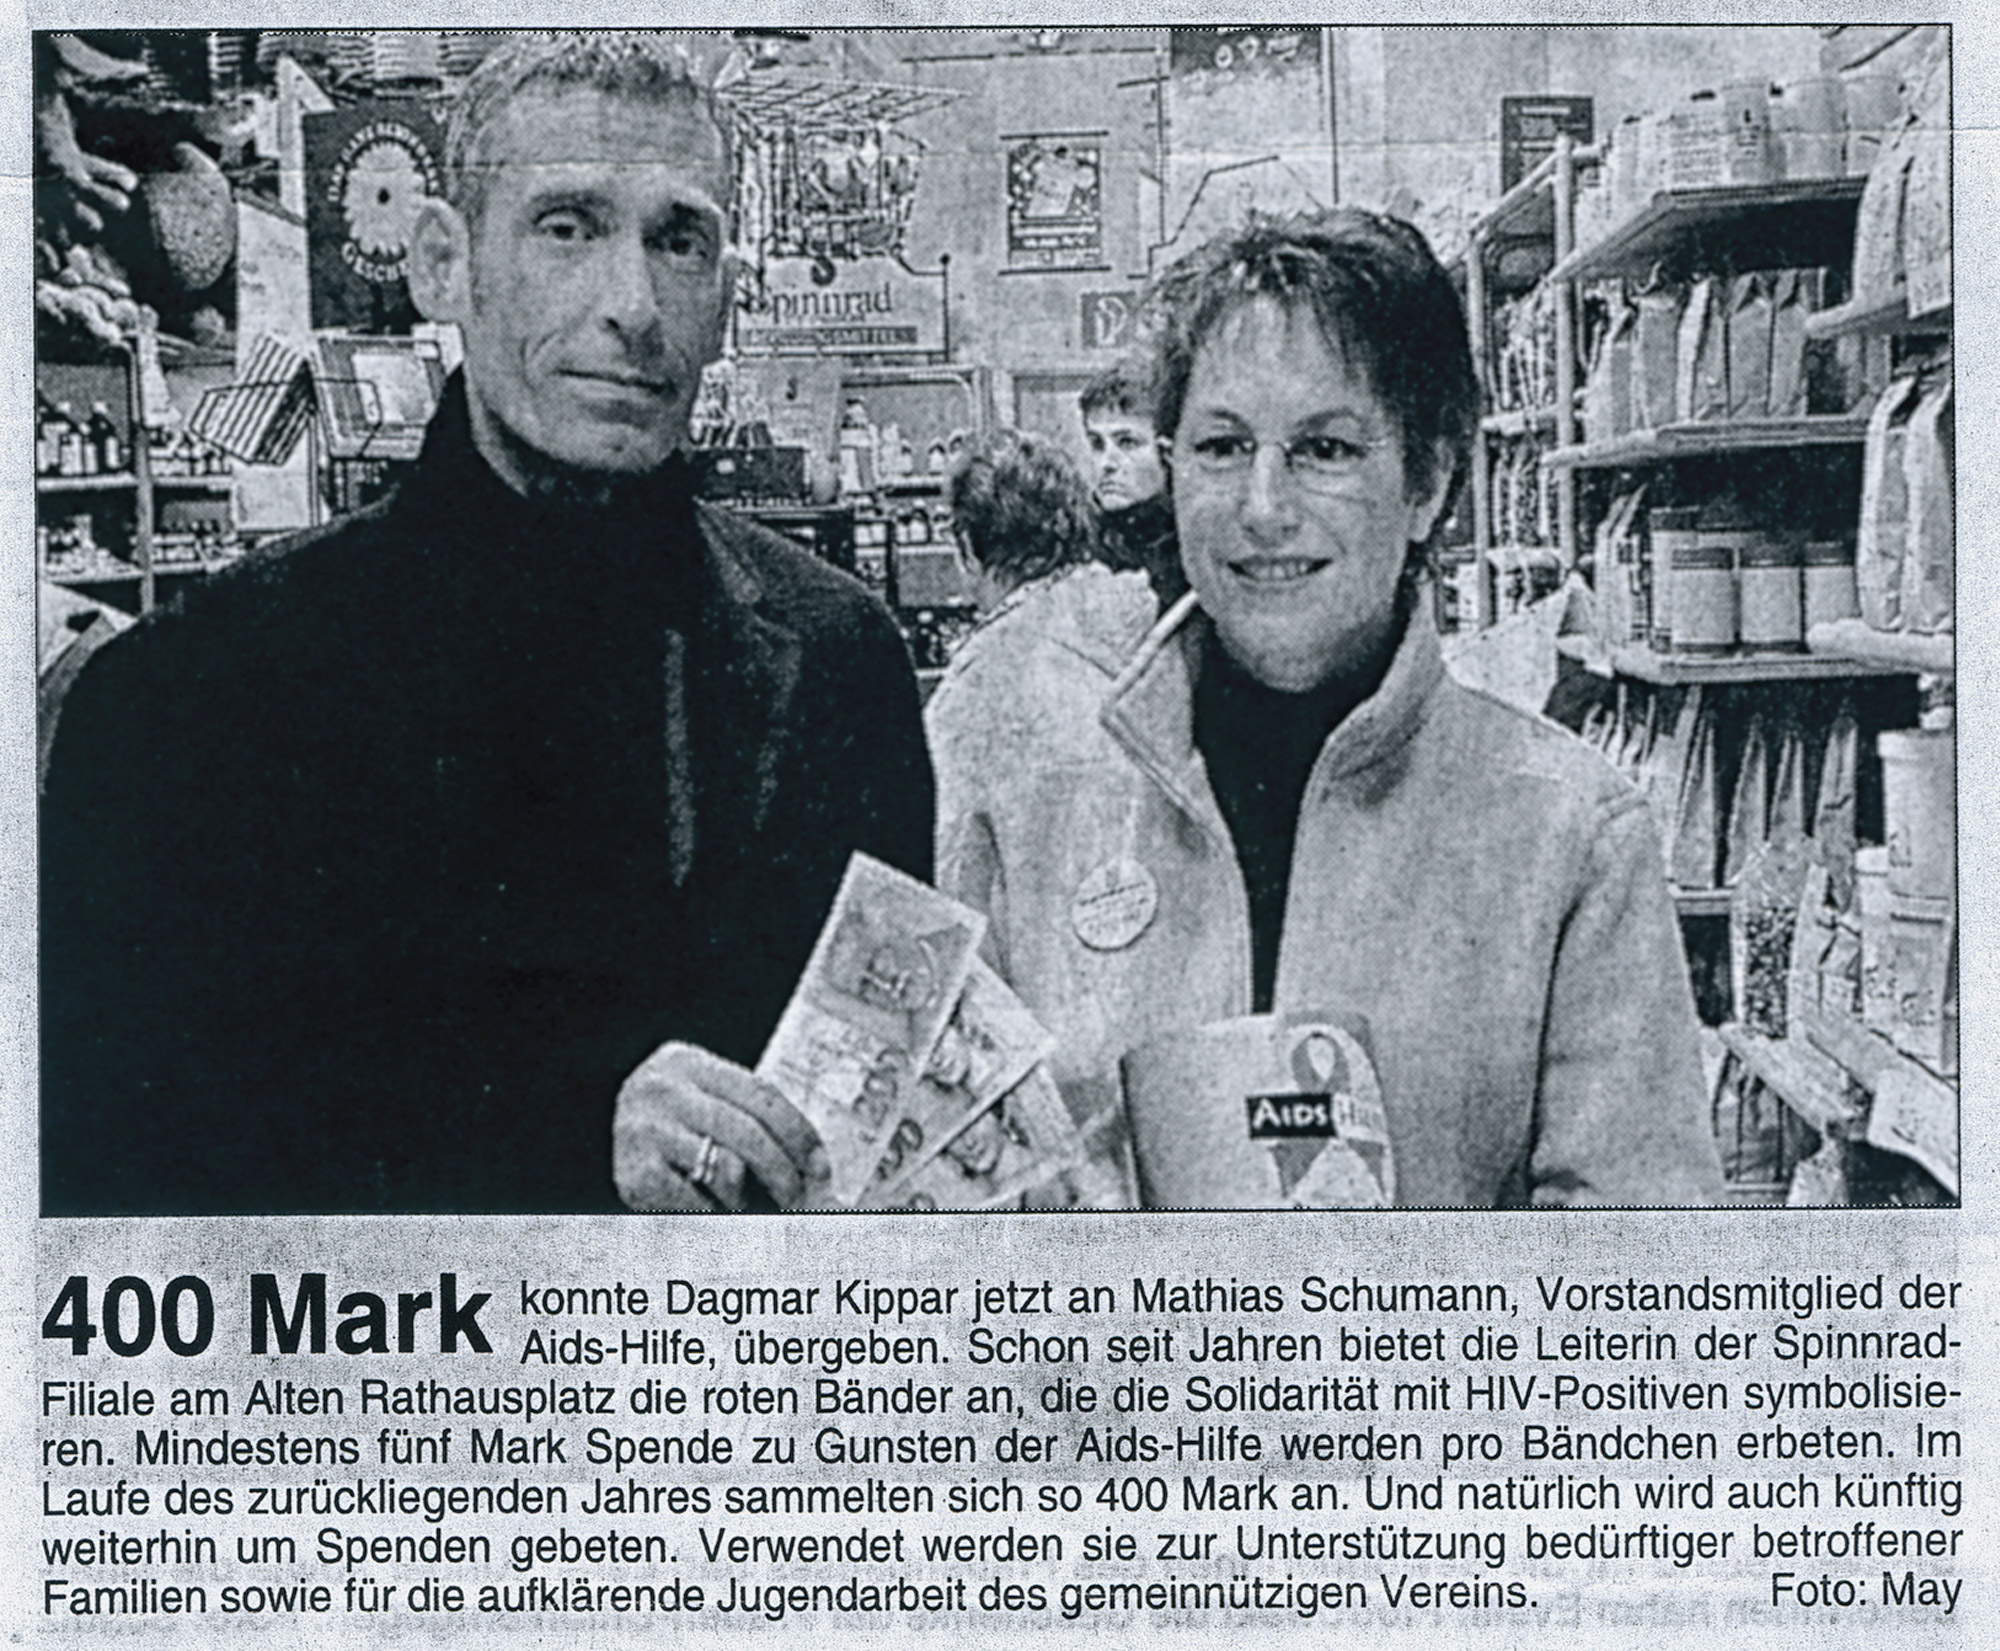 GESCHE
Spinnrad
AIDS
200
400 Mark konnte Dagmar Kippar jetzt an Mathias Schumann, Vorstandsmitglied der
Aids-Hilfe, übergeben. Schon seit Jahren bietet die Leiterin der Spinnrad-
Filiale am Alten Rathausplatz die roten Bänder an, die die Solidarität mit HIV-Positiven symbolisie-
ren. Mindestens fünf Mark Spende zu Gunsten der Aids-Hilfe werden pro Bändchen erbeten. Im
Laufe des zurückliegenden Jahres sammelten sich so 400 Mark an. Und natürlich wird auch künftig
weiterhin um Spenden gebeten. Verwendet werden sie zur Unterstützung bedürftiger betroffener
Familien sowie für die aufklärende Jugendarbeit des gemeinnützigen Vereins. Foto: May